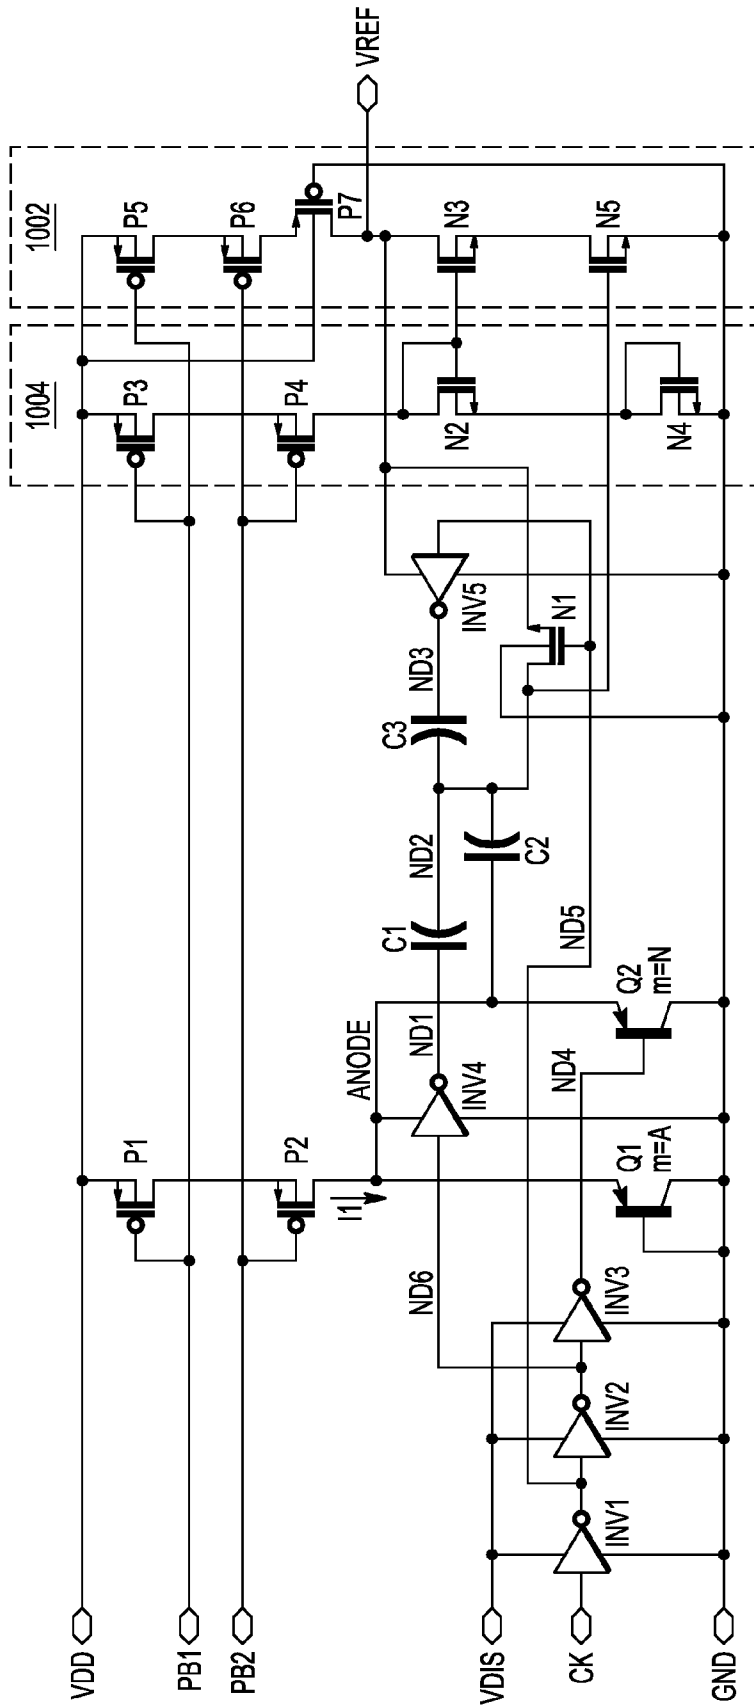 VDD
PB1
PB2
VDIS
CK
GND
INV1
INV2
INV3
ND6
P1
P2
I1
Q1
m=A
ANODE
INV4
ND1
ND4
Q2
m=N
C1
ND5
ND2
C2
C3
ND3
N1
INV5
1004
P3
P4
N2
N4
1002
P5
P6
P7
N3
N5
VREF